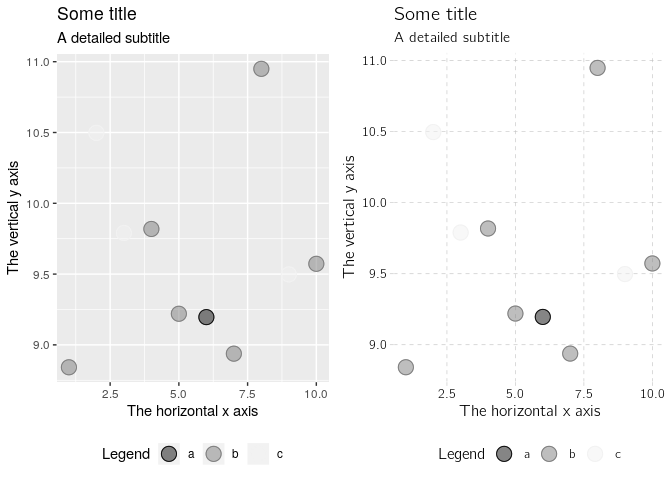 Some title
A detailed subtitle
11.0
10.5
10.0
9.5
9.0
The vertical y axis
2.5 5.0 7.5 10.0
The horizontal x axis
Legend a b c
Some title
A detailed subtitle
11.0
10.5
10.0
9.5
9.0
The vertical y axis
2.5 5.0 7.5 10.0
The horizontal x axis
Legend a b c